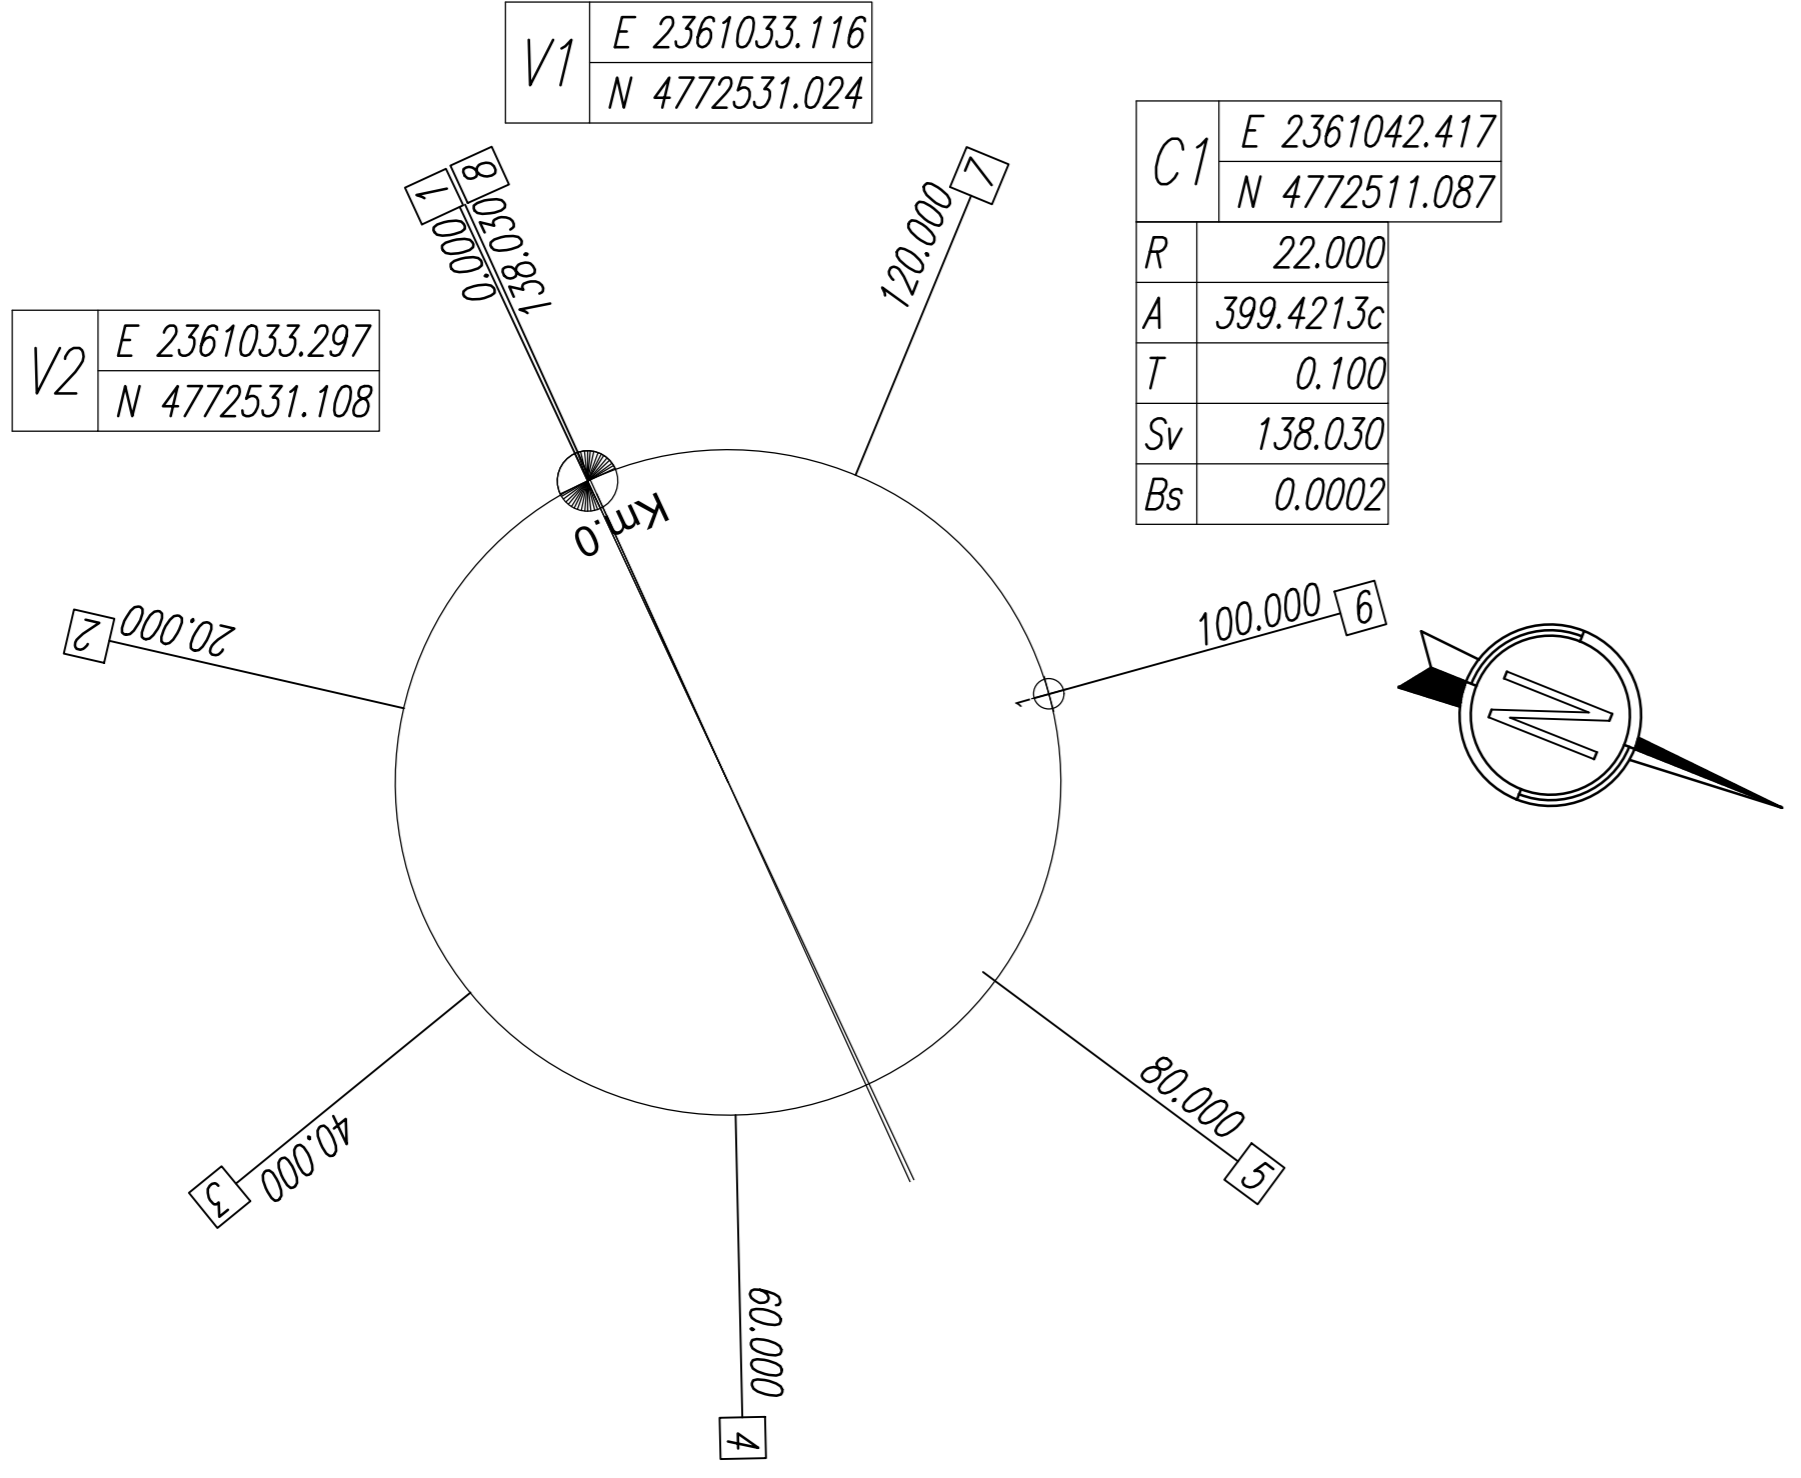 V1
E 2361033.116
N 4772531.024
C1
E 2361042.417
N 4772511.087
R 22.000
A 399.4213c
T 0.100
Sv 138.030
Bs 0.0002
V2
E 2361033.297
N 4772531.108
1
0.000
8
138.030
7
120.000
Km.0
2
20.000
6
100.000
1
N
3
40.000
5
80.000
4
60.000